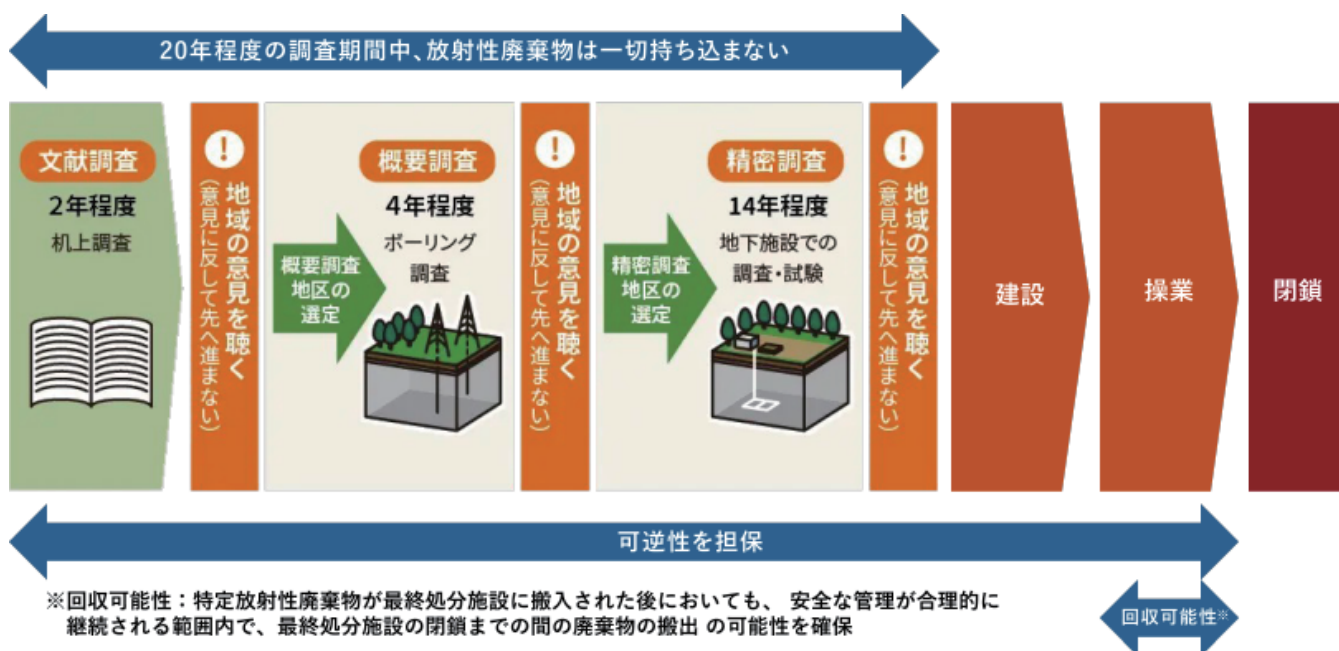 20年程度の調査期間中、放射性廃棄物は一切持ち込まない
文献調査
2年程度
机上調査
!
地域の意見を聴く
(意見に反して先へ進まない)
概要調査
4年程度
ボーリング
調査
概要調査
地区の
選定
!
地域の意見を聴く
(意見に反して先へ進まない)
精密調査
14年程度
地下施設での
調査・試験
精密調査
地区の
選定
!
地域の意見を聴く
(意見に反して先へ進まない)
建設
操業
閉鎖
可逆性を担保
※回収可能性:特定放射性廃棄物が最終処分施設に搬入された後においても、 安全な管理が合理的に
継続される範囲内で、最終処分施設の閉鎖までの間の廃棄物の搬出 の可能性を確保
回収可能性※